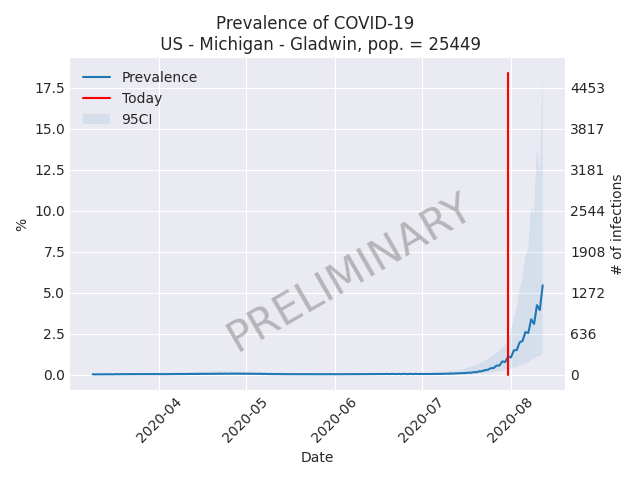 Prevalence of COVID-19
US - Michigan - Gladwin, pop. = 25449
Prevalence
Today
95CI
17.5
15.0
12.5
10.0
7.5
5.0
2.5
0.0
%
4453
3817
3181
2544
1908
1272
636
0
# of infections
PRELIMINARY
2020-04
2020-05
2020-06
2020-07
2020-08
Date